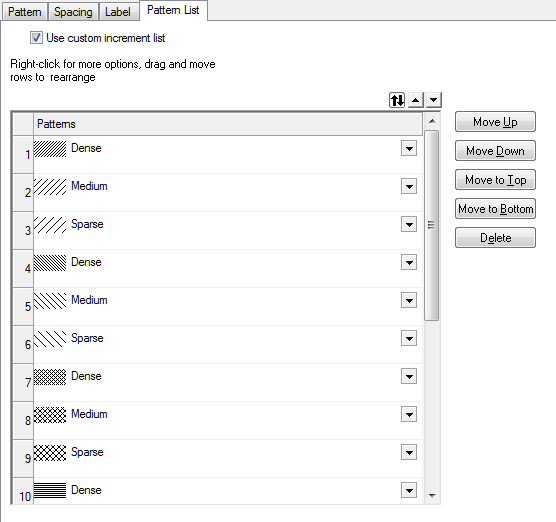 Pattern Spacing Label Pattern List
Use custom increment list
Right-click for more options, drag and move
rows to rearrange
Patterns
1 Dense
2 Medium
3 Sparse
4 Dense
5 Medium
6 Sparse
7 Dense
8 Medium
9 Sparse
10 Dense
Move Up
Move Down
Move to Top
Move to Bottom
Delete